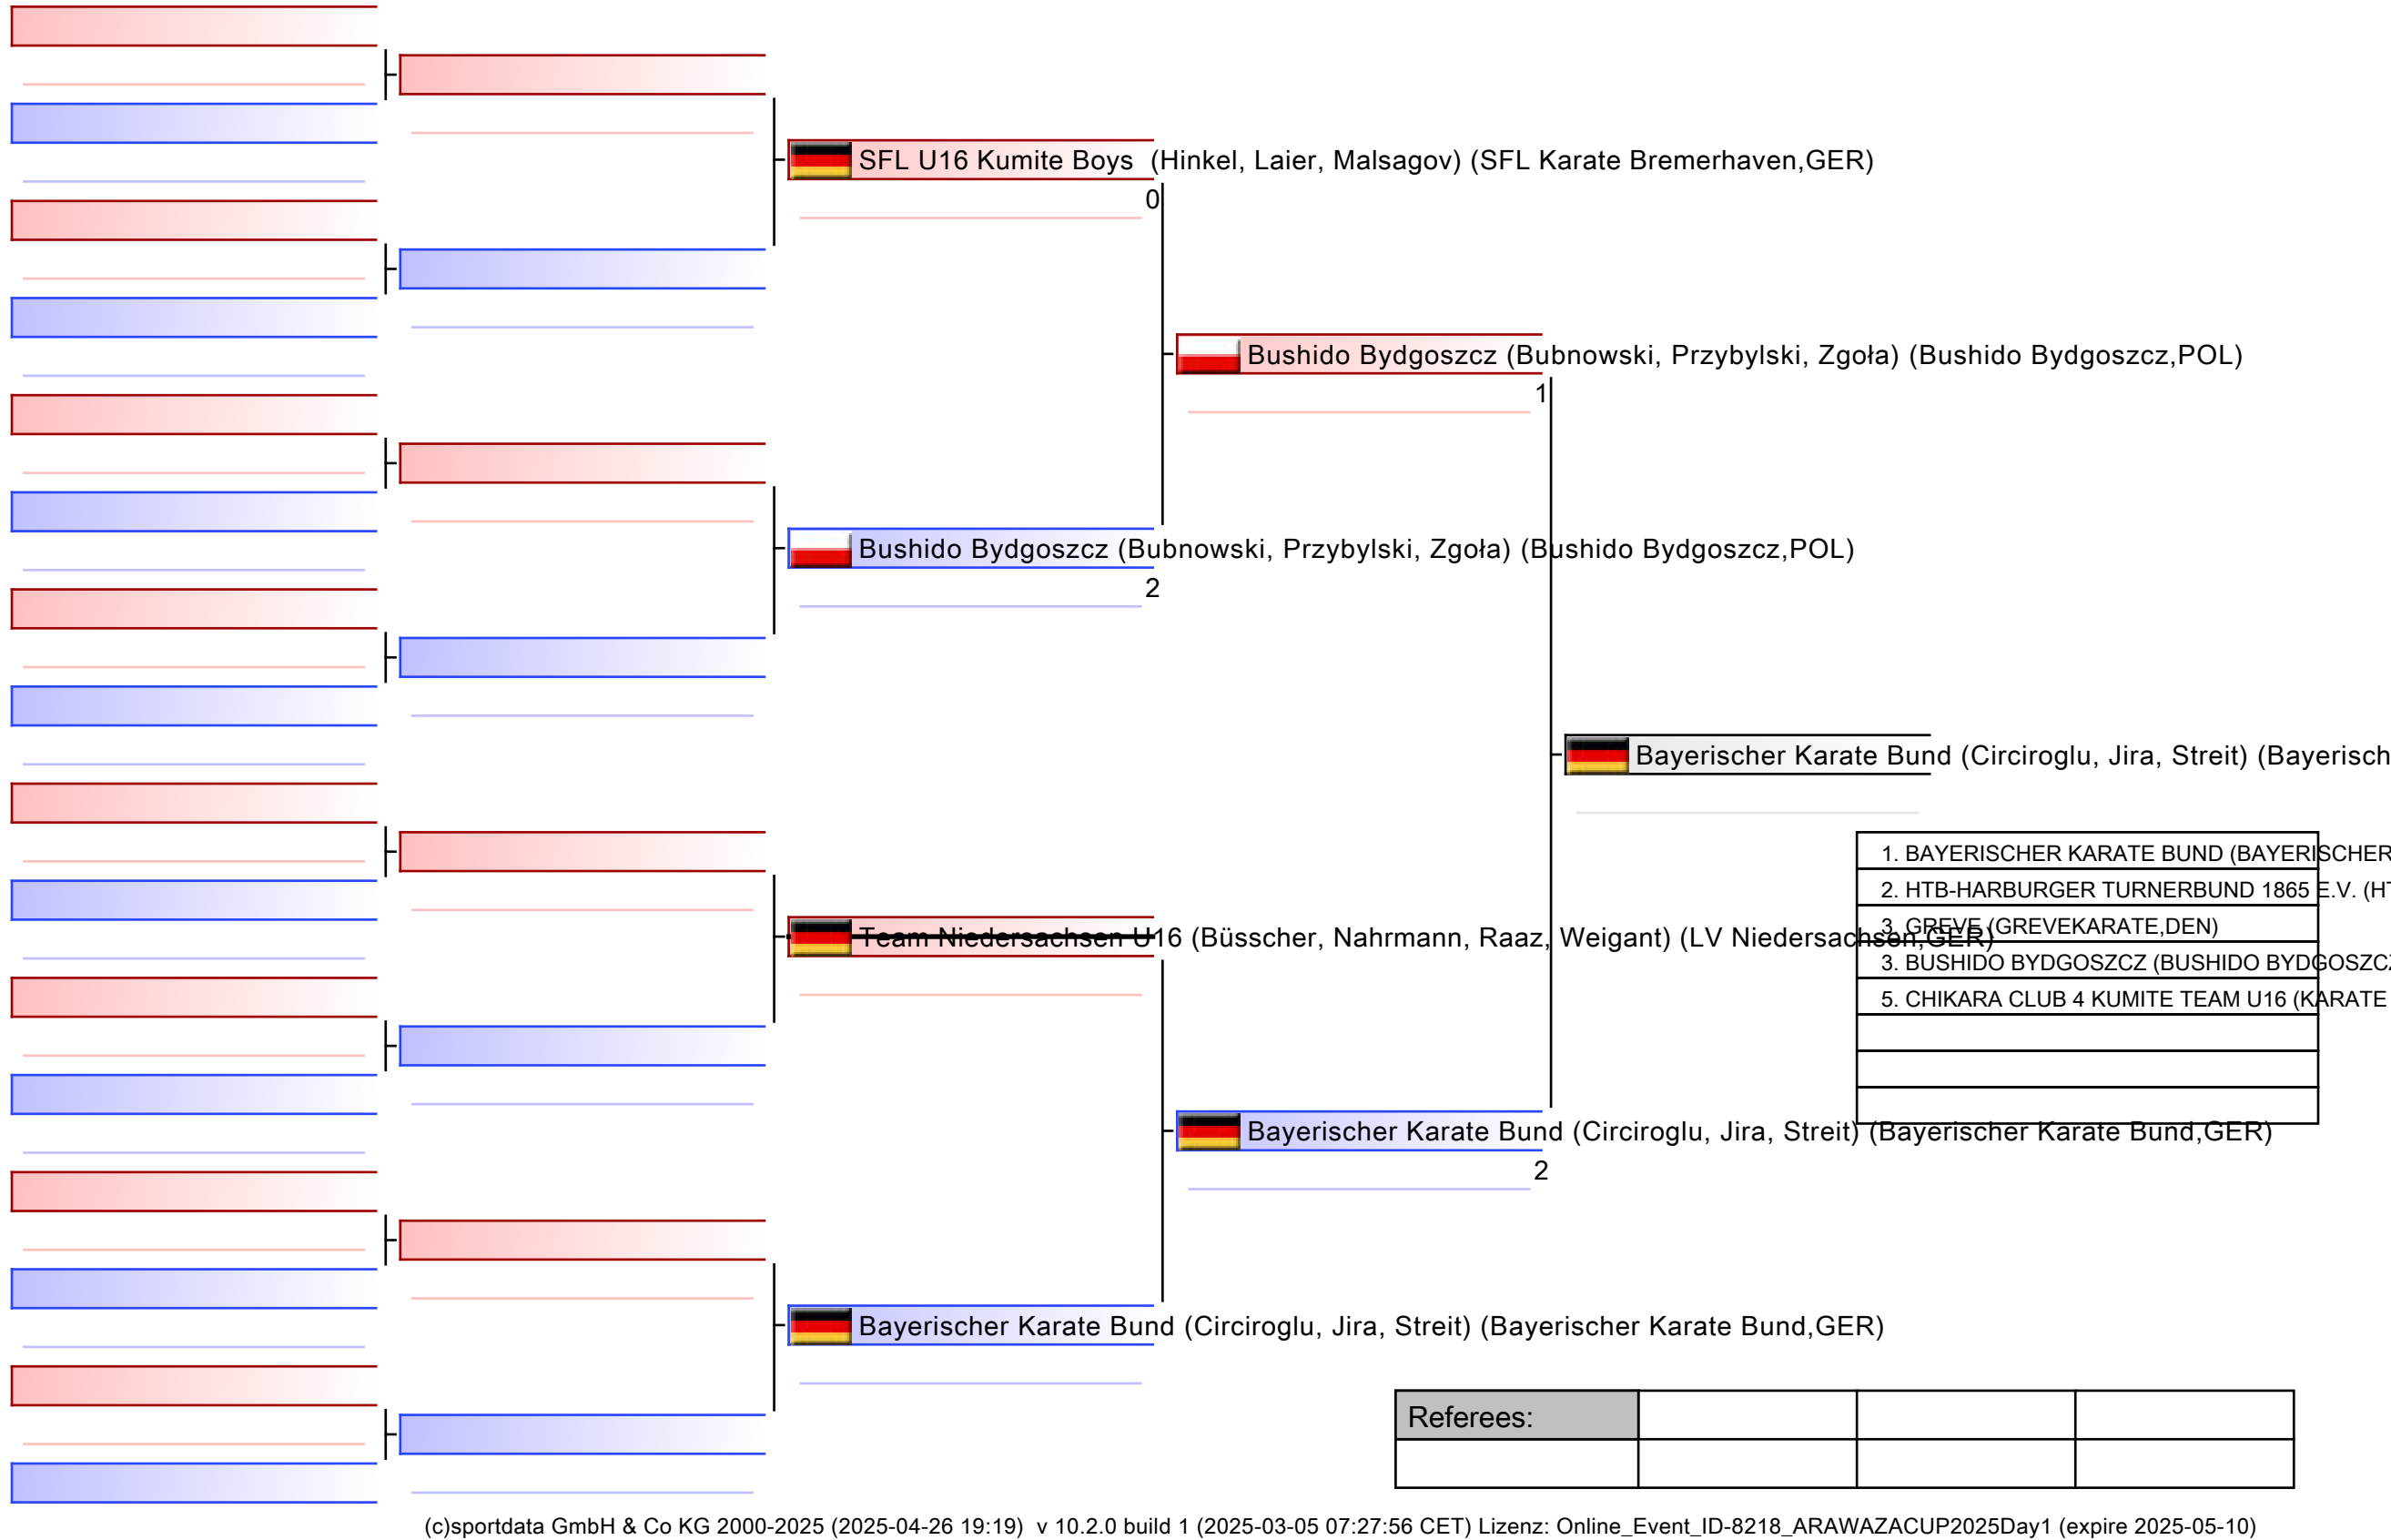 SFL U16 Kumite Boys (Hinkel, Laier, Malsagov) (SFL Karate Bremerhaven,GER)
0
Bushido Bydgoszcz (Bubnowski, Przybylski, Zgoła) (Bushido Bydgoszcz,POL)
1
Bushido Bydgoszcz (Bubnowski, Przybylski, Zgoła) (Bushido Bydgoszcz,POL)
2
Bayerischer Karate Bund (Circiroglu, Jira, Streit) (Bayerisch
1. BAYERISCHER KARATE BUND (BAYERISCHER
2. HTB-HARBURGER TURNERBUND 1865 E.V. (HT
3. GREVE (GREVEKARATE,DEN)
Team Niedersachsen U16 (Büsscher, Nahrmann, Raaz, Weigant) (LV Niedersachsen,GER)
3. BUSHIDO BYDGOSZCZ (BUSHIDO BYDGOSZCZ
5. CHIKARA CLUB 4 KUMITE TEAM U16 (KARATE
Bayerischer Karate Bund (Circiroglu, Jira, Streit) (Bayerischer Karate Bund,GER)
2
Bayerischer Karate Bund (Circiroglu, Jira, Streit) (Bayerischer Karate Bund,GER)
Referees:
(c)sportdata GmbH & Co KG 2000-2025 (2025-04-26 19:19) v 10.2.0 build 1 (2025-03-05 07:27:56 CET) Lizenz: Online_Event_ID-8218_ARAWAZACUP2025Day1 (expire 2025-05-10)